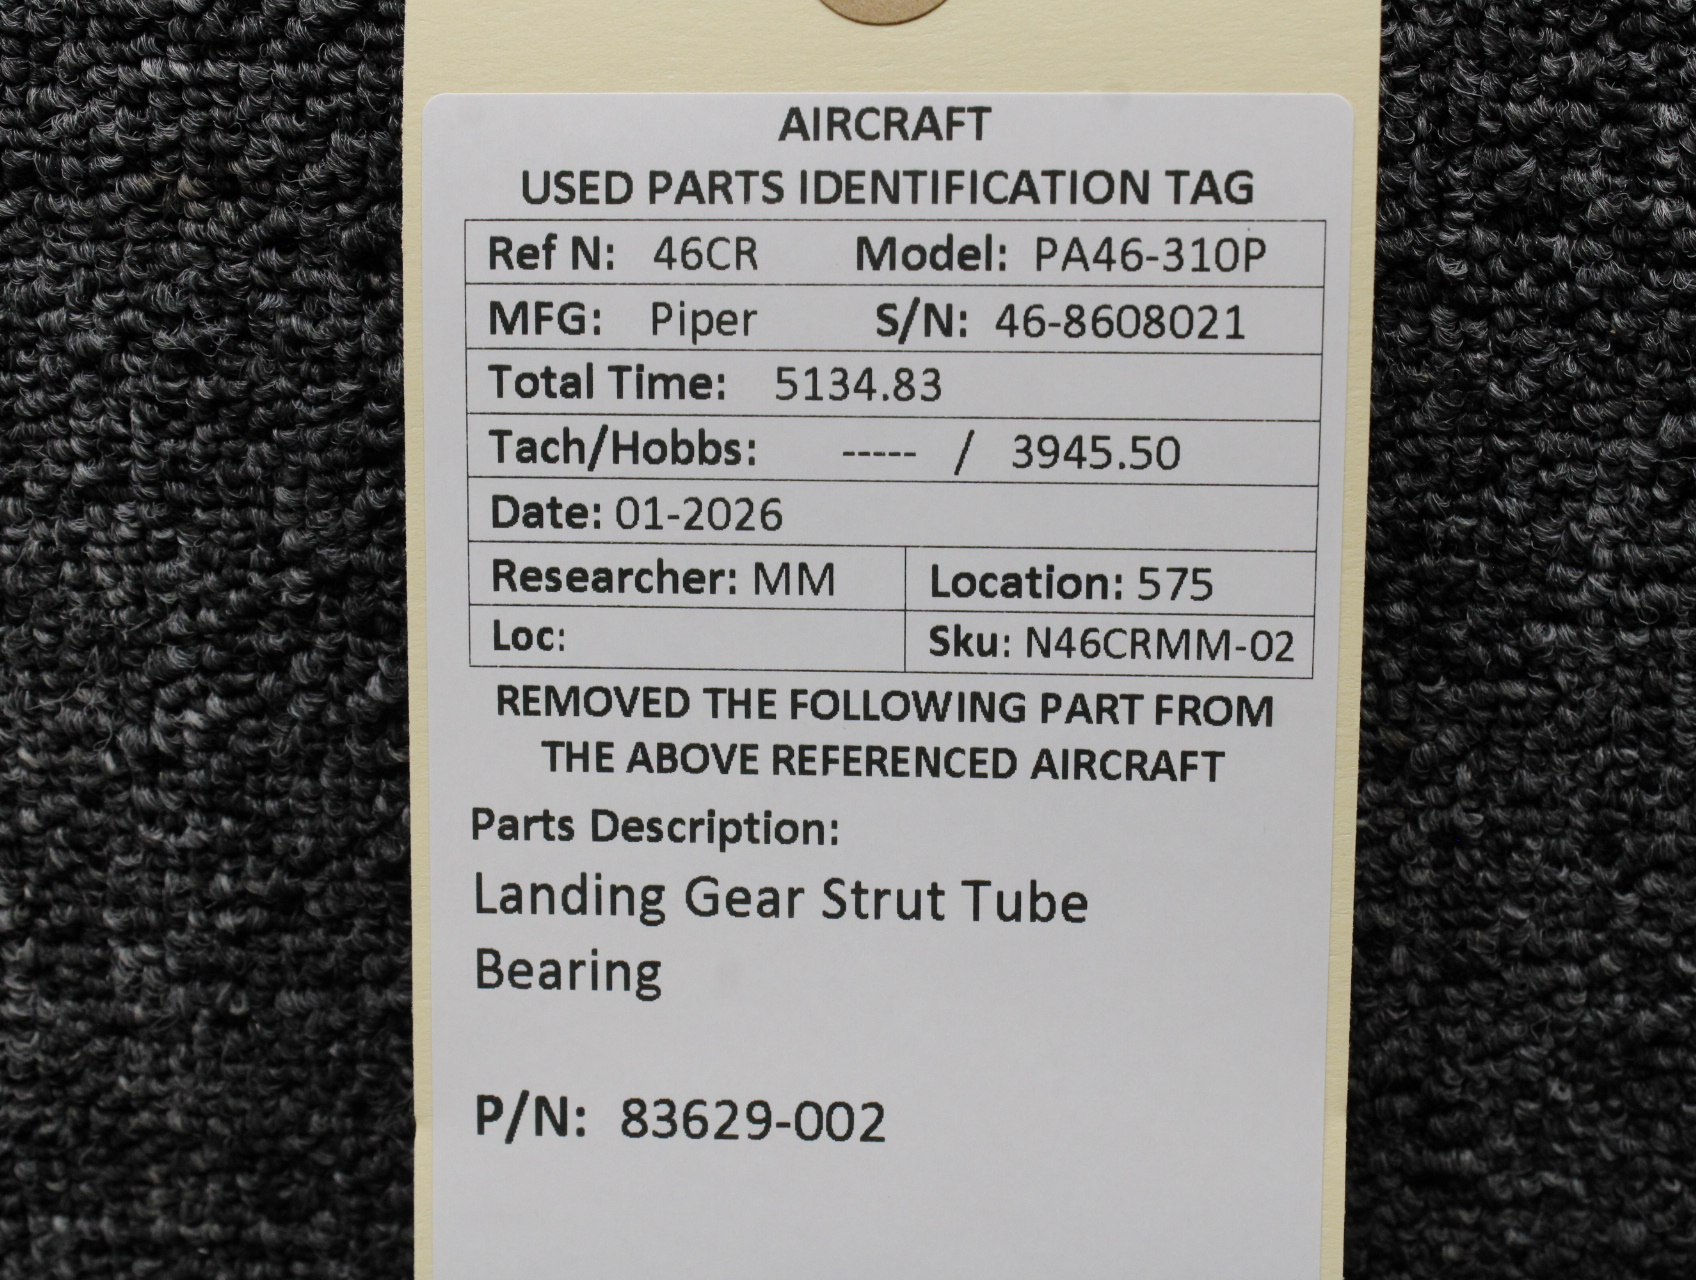 AIRCRAFT
USED PARTS IDENTIFICATION TAG
Ref N: 46CR Model: PA46-310P
MFG: Piper S/N: 46-8608021
Total Time: 5134.83
Tach/Hobbs: ----- / 3945.50
Date: 01-2026
Researcher: MM Location: 575
Loc: Sku: N46CRMM-02
REMOVED THE FOLLOWING PART FROM
THE ABOVE REFERENCED AIRCRAFT
Parts Description:
Landing Gear Strut Tube
Bearing
P/N: 83629-002